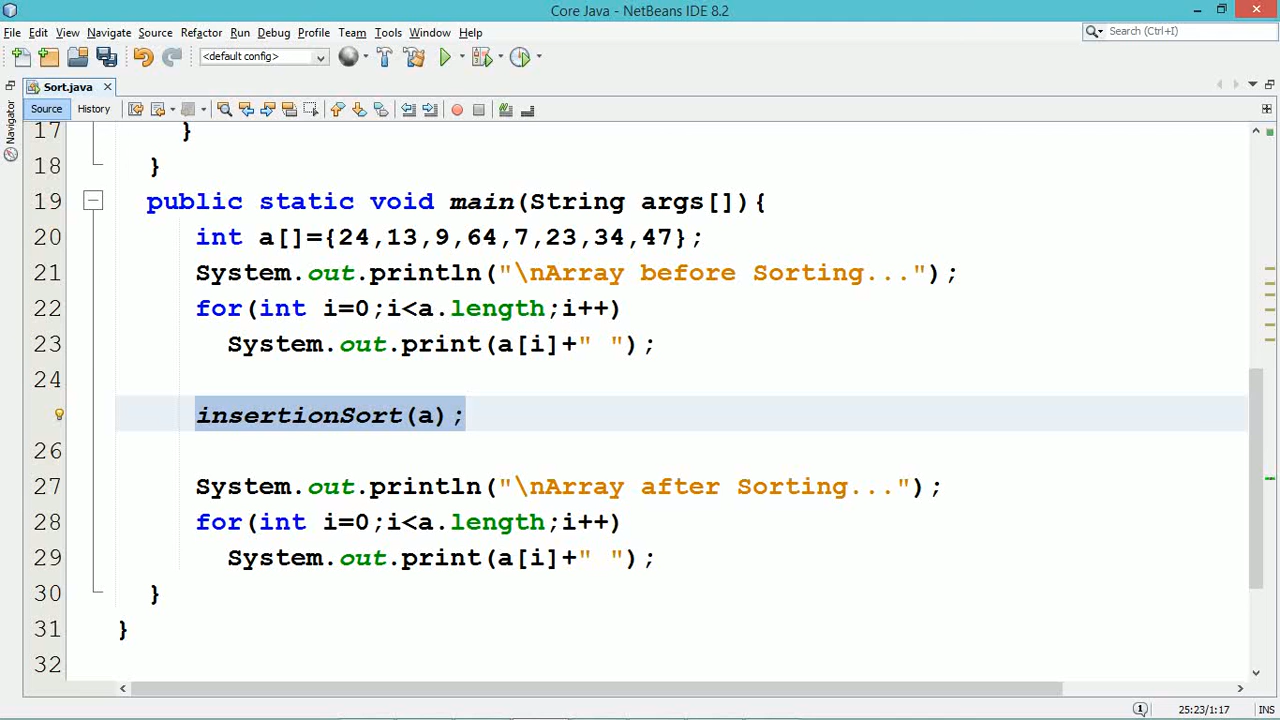 Core Java - NetBeans IDE 8.2
File Edit View Navigate Source Refactor Run Debug Profile Team Tools Window Help
Search (Ctrl+I)
<default config>
Sort.java
Source History
Navigator
17 }
18 }
19 public static void main(String args[]){
20 int a[]={24,13,9,64,7,23,34,47};
21 System.out.println("\nArray before Sorting...");
22 for(int i=0;i<a.length;i++)
23 System.out.print(a[i]+" ");
24
insertionSort(a);
26
27 System.out.println("\nArray after Sorting...");
28 for(int i=0;i<a.length;i++)
29 System.out.print(a[i]+" ");
30 }
31 }
32
25:23/1:17 INS